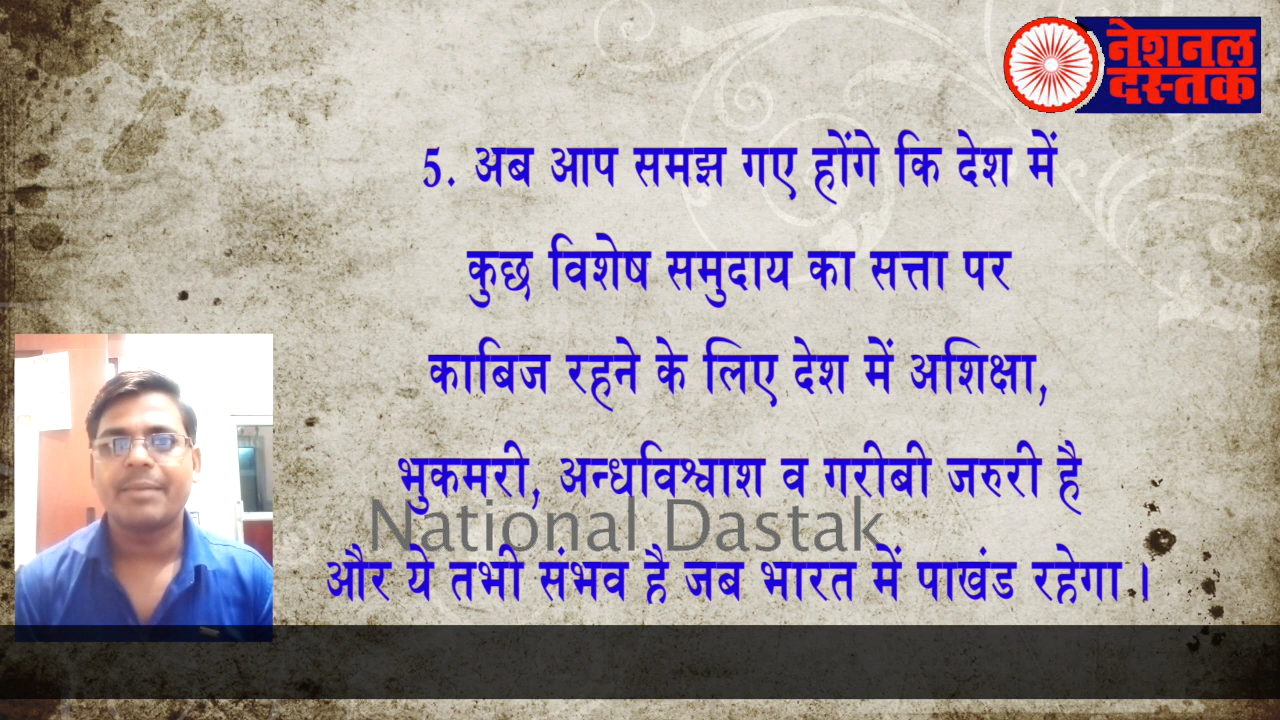 नेशनल
दस्तक
5. अब आप समझ गए होंगे कि देश में
कुछ विशेष समुदाय का सत्ता पर
काबिज रहने के लिए देश में अशिक्षा,
भुकमरी, अन्धविश्वाश व गरीबी जरुरी है
National Dastak
और ये तभी संभव है जब भारत में पाखंड रहेगा।